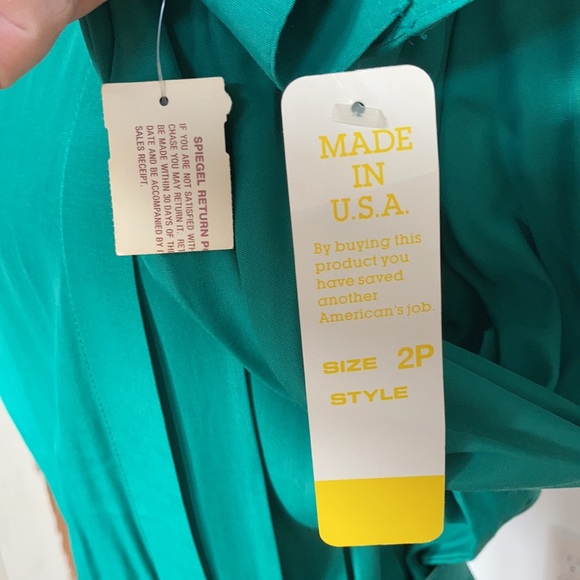 SPIEGEL RETURN P
IF YOU ARE NOT SATISFIED WITH
CHASE YOU MAY RETURN IT. RET
BE MADE WITHIN 30 DAYS OF TH
DATE AND BE ACCOMPANIED BY
SALES RECEIPT.
MADE
IN
U.S.A.
By buying this
product you
have saved
another
American's job.
SIZE 2P
STYLE